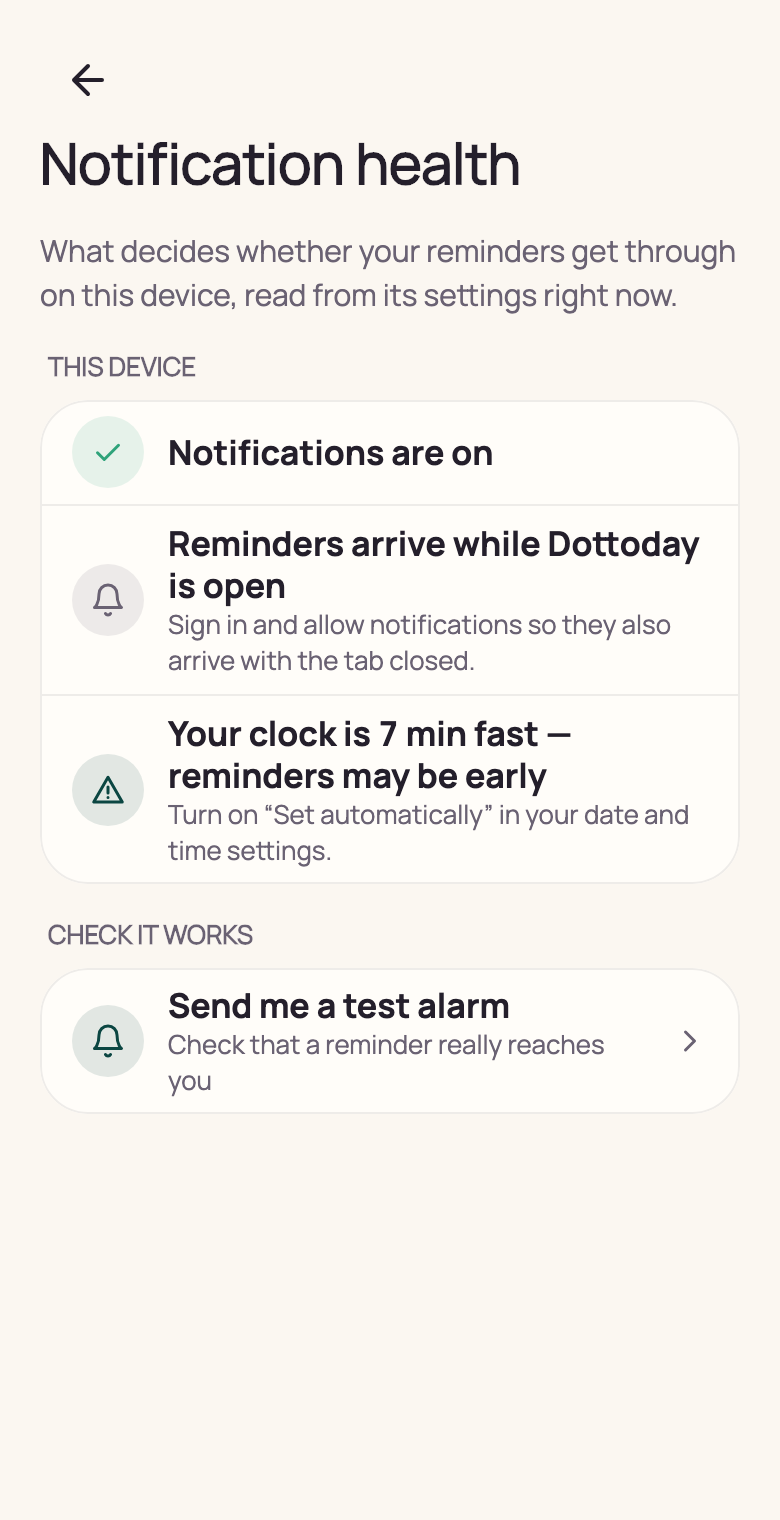 Notification health
What decides whether your reminders get through
on this device, read from its settings right now.
THIS DEVICE
Notifications are on
Reminders arrive while Dottoday
is open
Sign in and allow notifications so they also
arrive with the tab closed.
Your clock is 7 min fast —
reminders may be early
Turn on “Set automatically” in your date and
time settings.
CHECK IT WORKS
Send me a test alarm
Check that a reminder really reaches
you